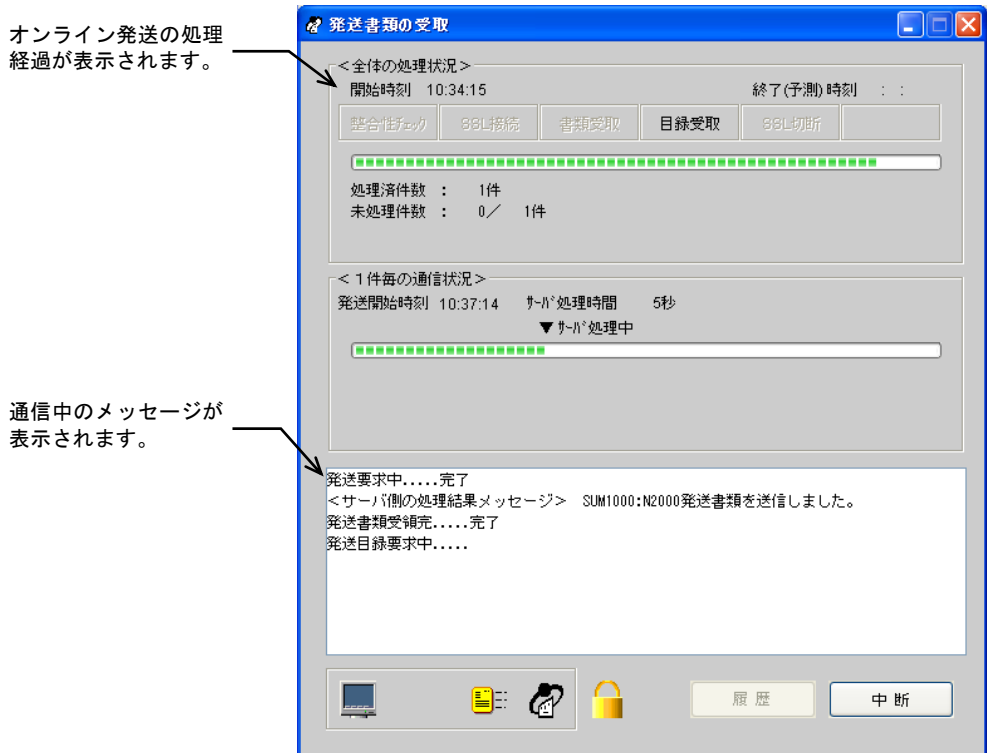 発送書類の受取
オンライン発送の処理
経過が表示されます。
<全体の処理状況>
開始時刻 10:34:15 終了(予測)時刻 : :
整合性ﾁｪｯｸ SSL接続 書類受取 目録受取 SSL切断
処理済件数 : 1件
未処理件数 : 0/ 1件
<1件毎の通信状況>
発送開始時刻 10:37:14 ｻｰﾊﾞ処理時間 5秒
▼ｻｰﾊﾞ処理中
通信中のメッセージが
表示されます。
発送要求中.....完了
<サーバ側の処理結果メッセージ> SUM1000:N2000発送書類を送信しました。
発送書類受領完.....完了
発送目録要求中.....
履歴 中断